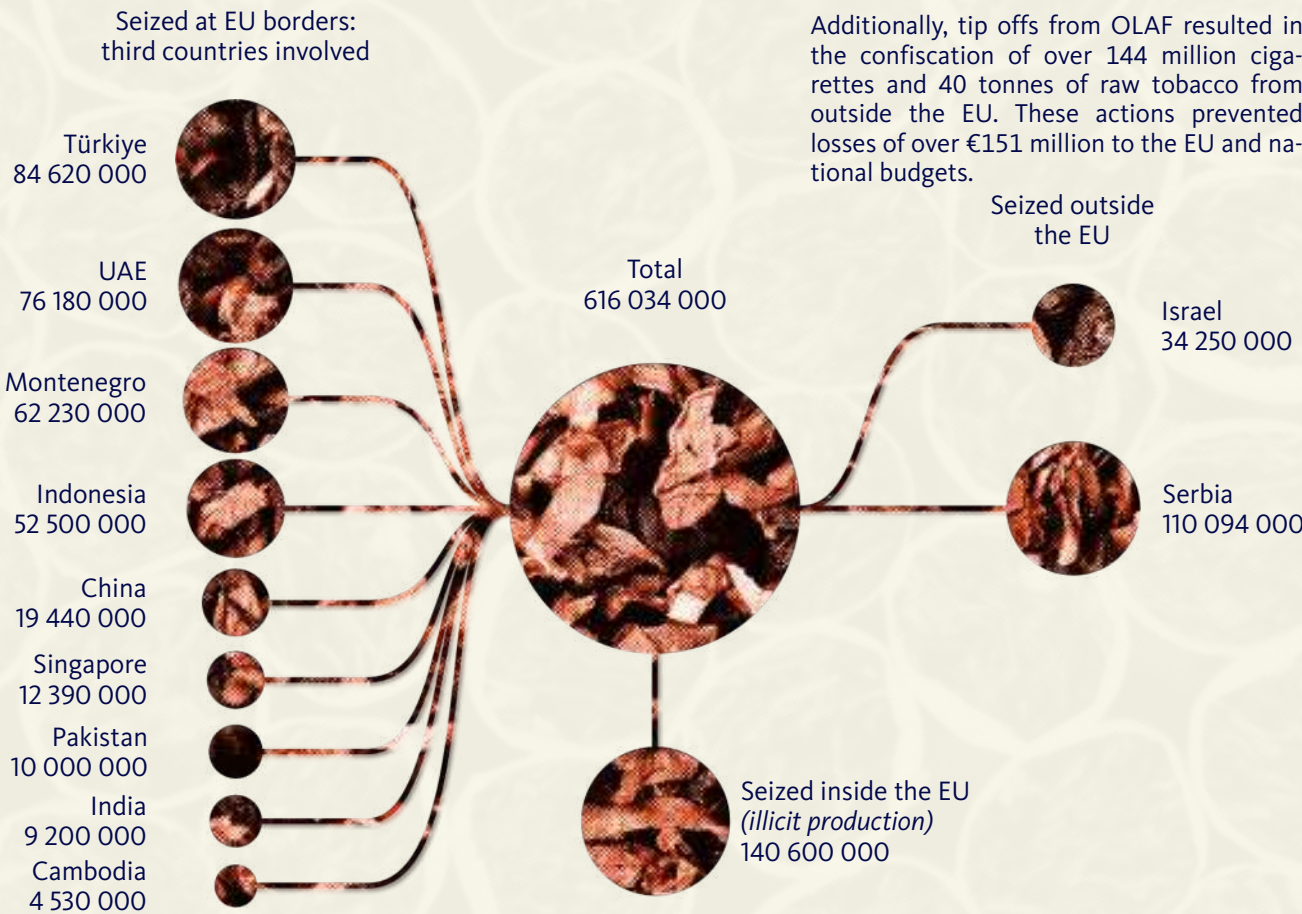 Seized at EU borders:
third countries involved
Türkiye
84 620 000
UAE
76 180 000
Montenegro
62 230 000
Indonesia
52 500 000
China
19 440 000
Singapore
12 390 000
Pakistan
10 000 000
India
9 200 000
Cambodia
4 530 000
Total
616 034 000
Additionally, tip offs from OLAF resulted in
the confiscation of over 144 million ciga-
rettes and 40 tonnes of raw tobacco from
outside the EU. These actions prevented
losses of over €151 million to the EU and na-
tional budgets.
Seized outside
the EU
Israel
34 250 000
Serbia
110 094 000
Seized inside the EU
(illicit production)
140 600 000